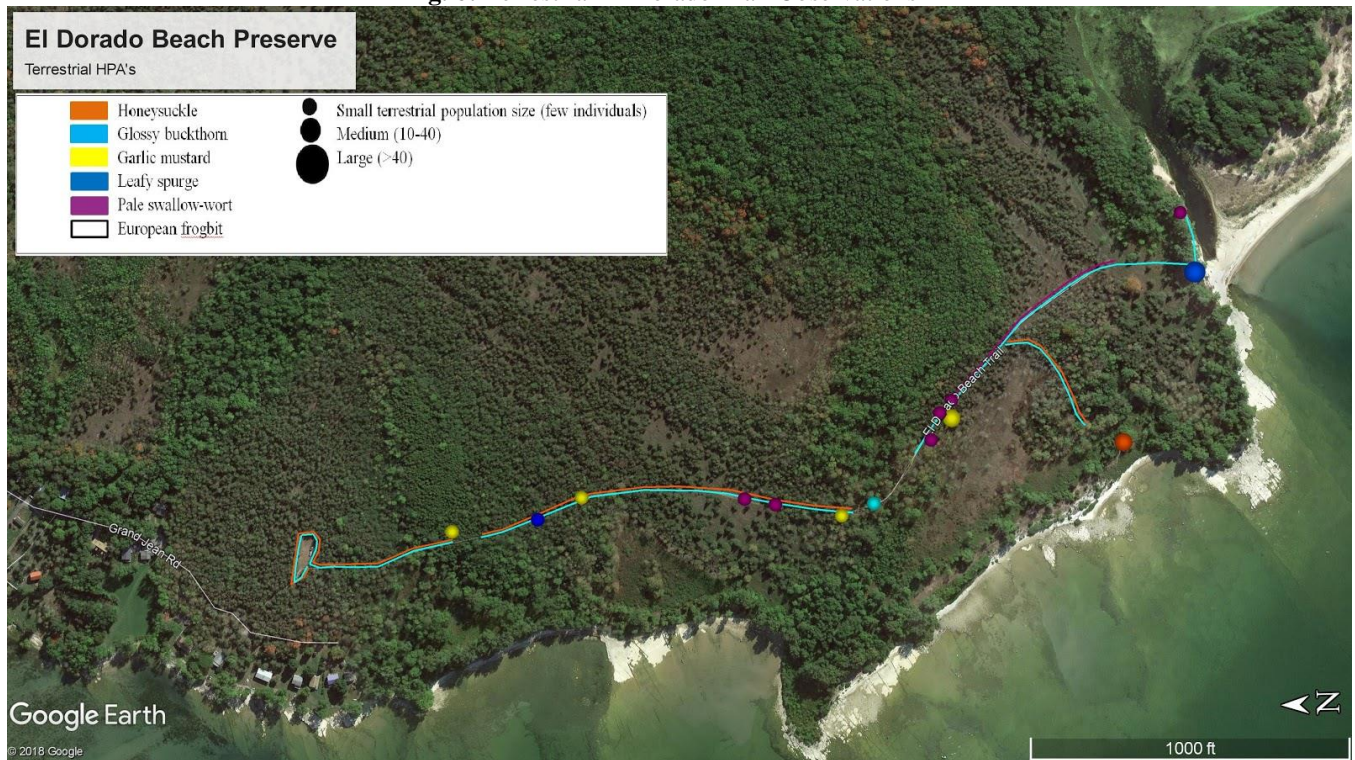 El Dorado Beach Preserve
Terrestrial HPA's
Honeysuckle
Glossy buckthorn
Garlic mustard
Leafy spurge
Pale swallow-wort
European frogbit
Small terrestrial population size (few individuals)
Medium (10-40)
Large (>40)
Beach-Trail
Grand-Jean-Rd
Google Earth
© 2018 Google
N
1000 ft